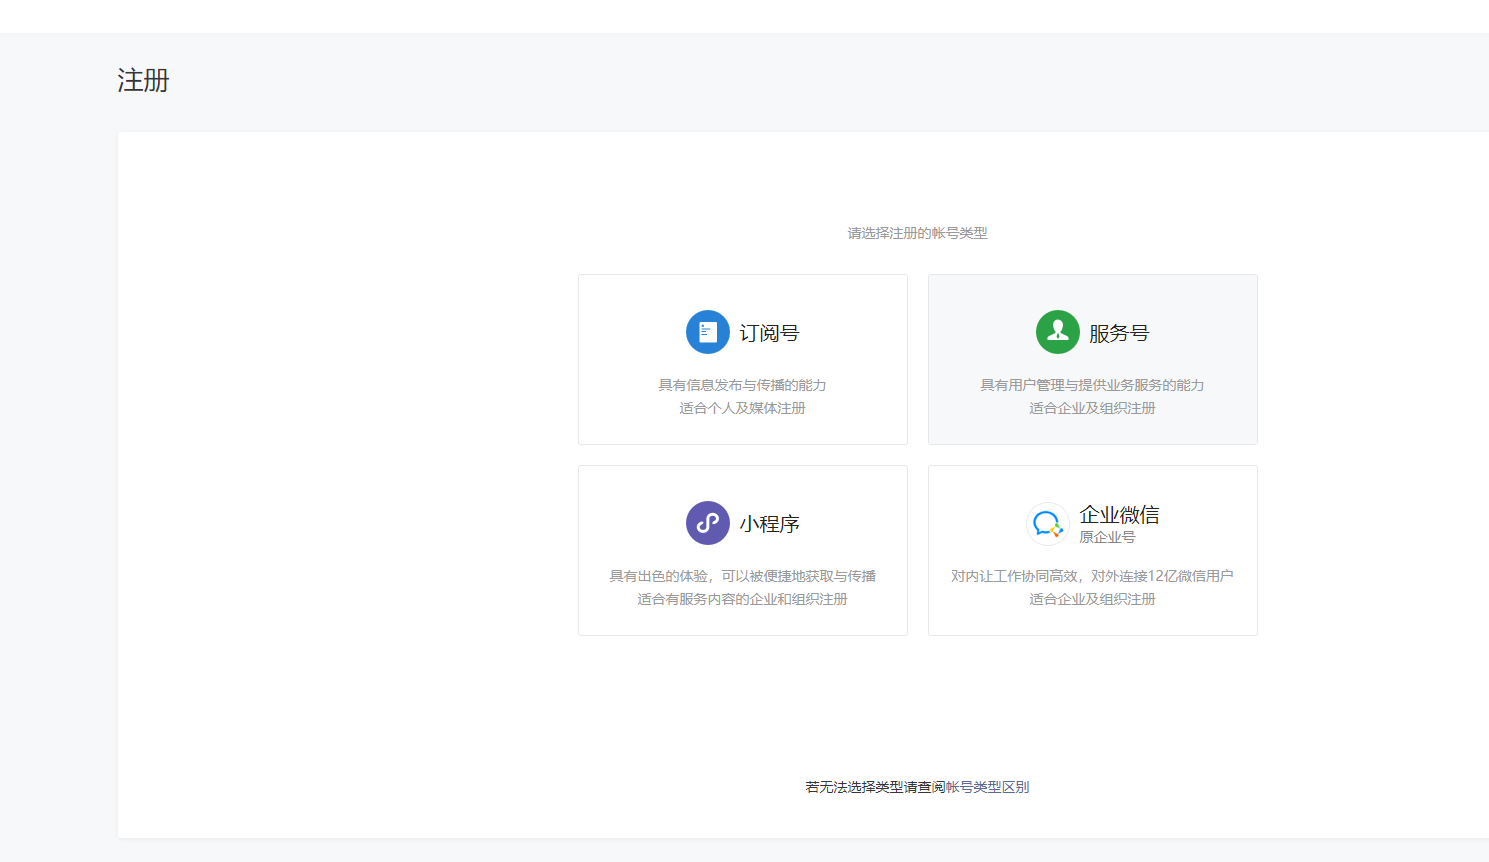 注册
请选择注册的帐号类型
订阅号
具有信息发布与传播的能力
适合个人及媒体注册
服务号
具有用户管理与提供业务服务的能力
适合企业及组织注册
小程序
具有出色的体验，可以被便捷地获取与传播
适合有服务内容的企业和组织注册
企业微信
原企业号
对内让工作协同高效，对外连接12亿微信用户
适合企业及组织注册
若无法选择类型请查阅帐号类型区别